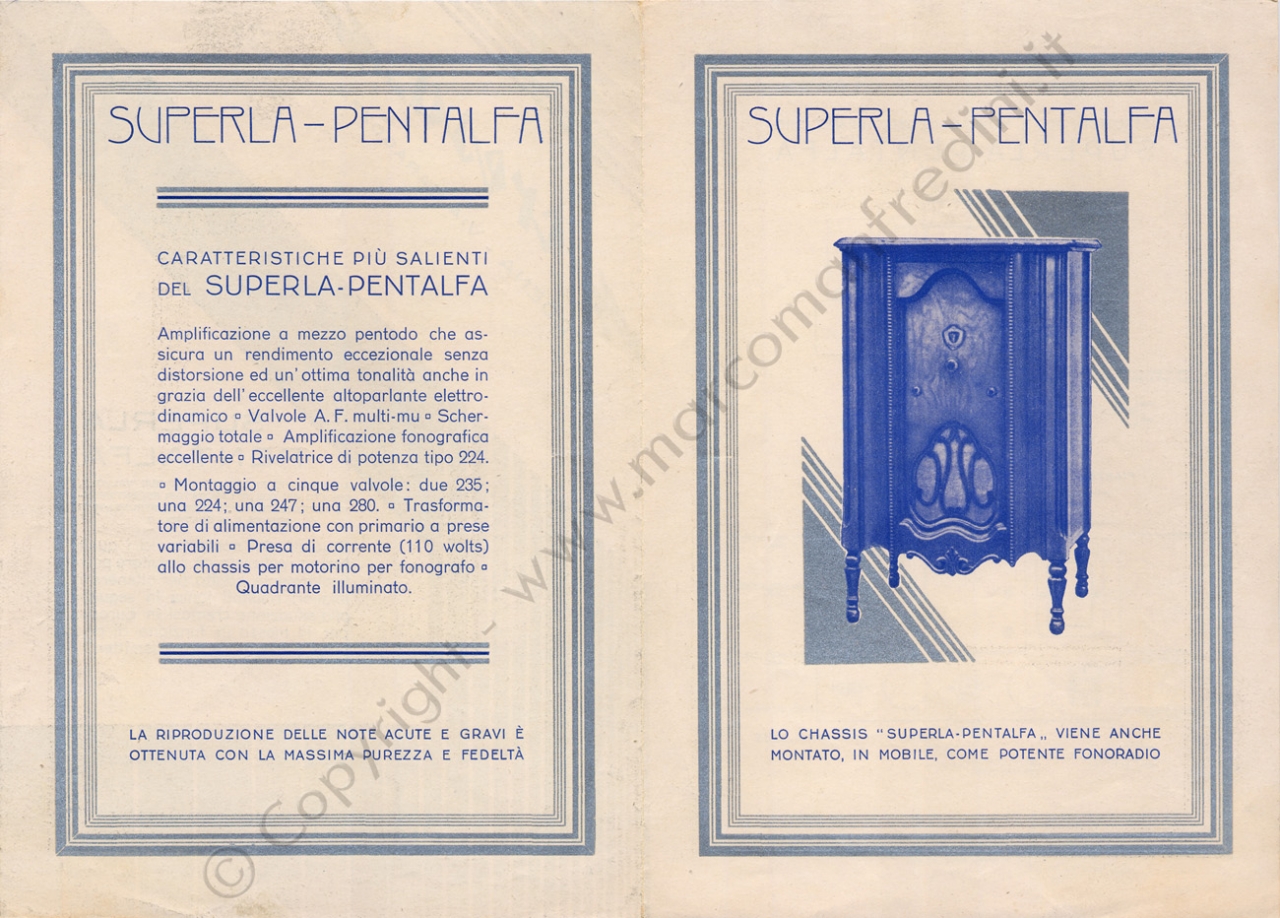 SUPERLA-PENTALFA
CARATTERISTICHE PIÙ SALIENTI
DEL SUPERLA-PENTALFA
Amplificazione a mezzo pentodo che as-
sicura un rendimento eccezionale senza
distorsione ed un'ottima tonalità anche in
grazia dell'eccellente altoparlante elettro-
dinamico ▫ Valvole A. F. multi-mu ▫ Scher-
maggio totale ▫ Amplificazione fonografica
eccellente ▫ Rivelatrice di potenza tipo 224.
▫ Montaggio a cinque valvole: due 235;
una 224; una 247; una 280. ▫ Trasforma-
tore di alimentazione con primario a prese
variabili ▫ Presa di corrente (110 wolts)
allo chassis per motorino per fonografo ▫
Quadrante illuminato.
LA RIPRODUZIONE DELLE NOTE ACUTE E GRAVI È
OTTENUTA CON LA MASSIMA PUREZZA E FEDELTÀ
SUPERLA-PENTALFA
LO CHASSIS "SUPERLA-PENTALFA„ VIENE ANCHE
MONTATO, IN MOBILE, COME POTENTE FONORADIO
© Copyright - www.marcomanfredini.it